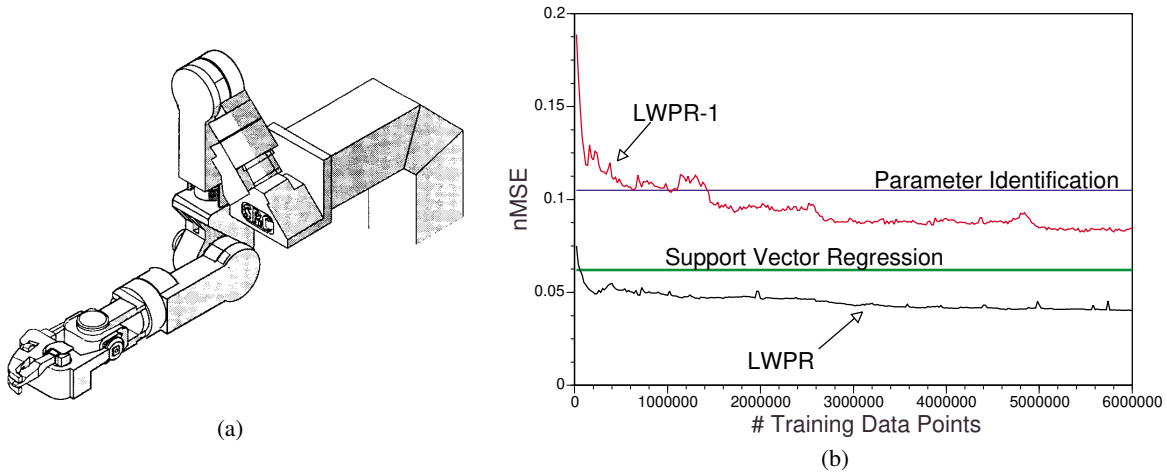 (a)
nMSE
0.2
0.15
0.1
0.05
0
LWPR-1
Parameter Identification
Support Vector Regression
LWPR
0 1000000 2000000 3000000 4000000 5000000 6000000
# Training Data Points
(b)